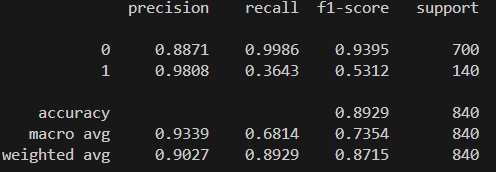 precision recall f1-score support
0 0.8871 0.9986 0.9395 700
1 0.9808 0.3643 0.5312 140
accuracy 0.8929 840
macro avg 0.9339 0.6814 0.7354 840
weighted avg 0.9027 0.8929 0.8715 840